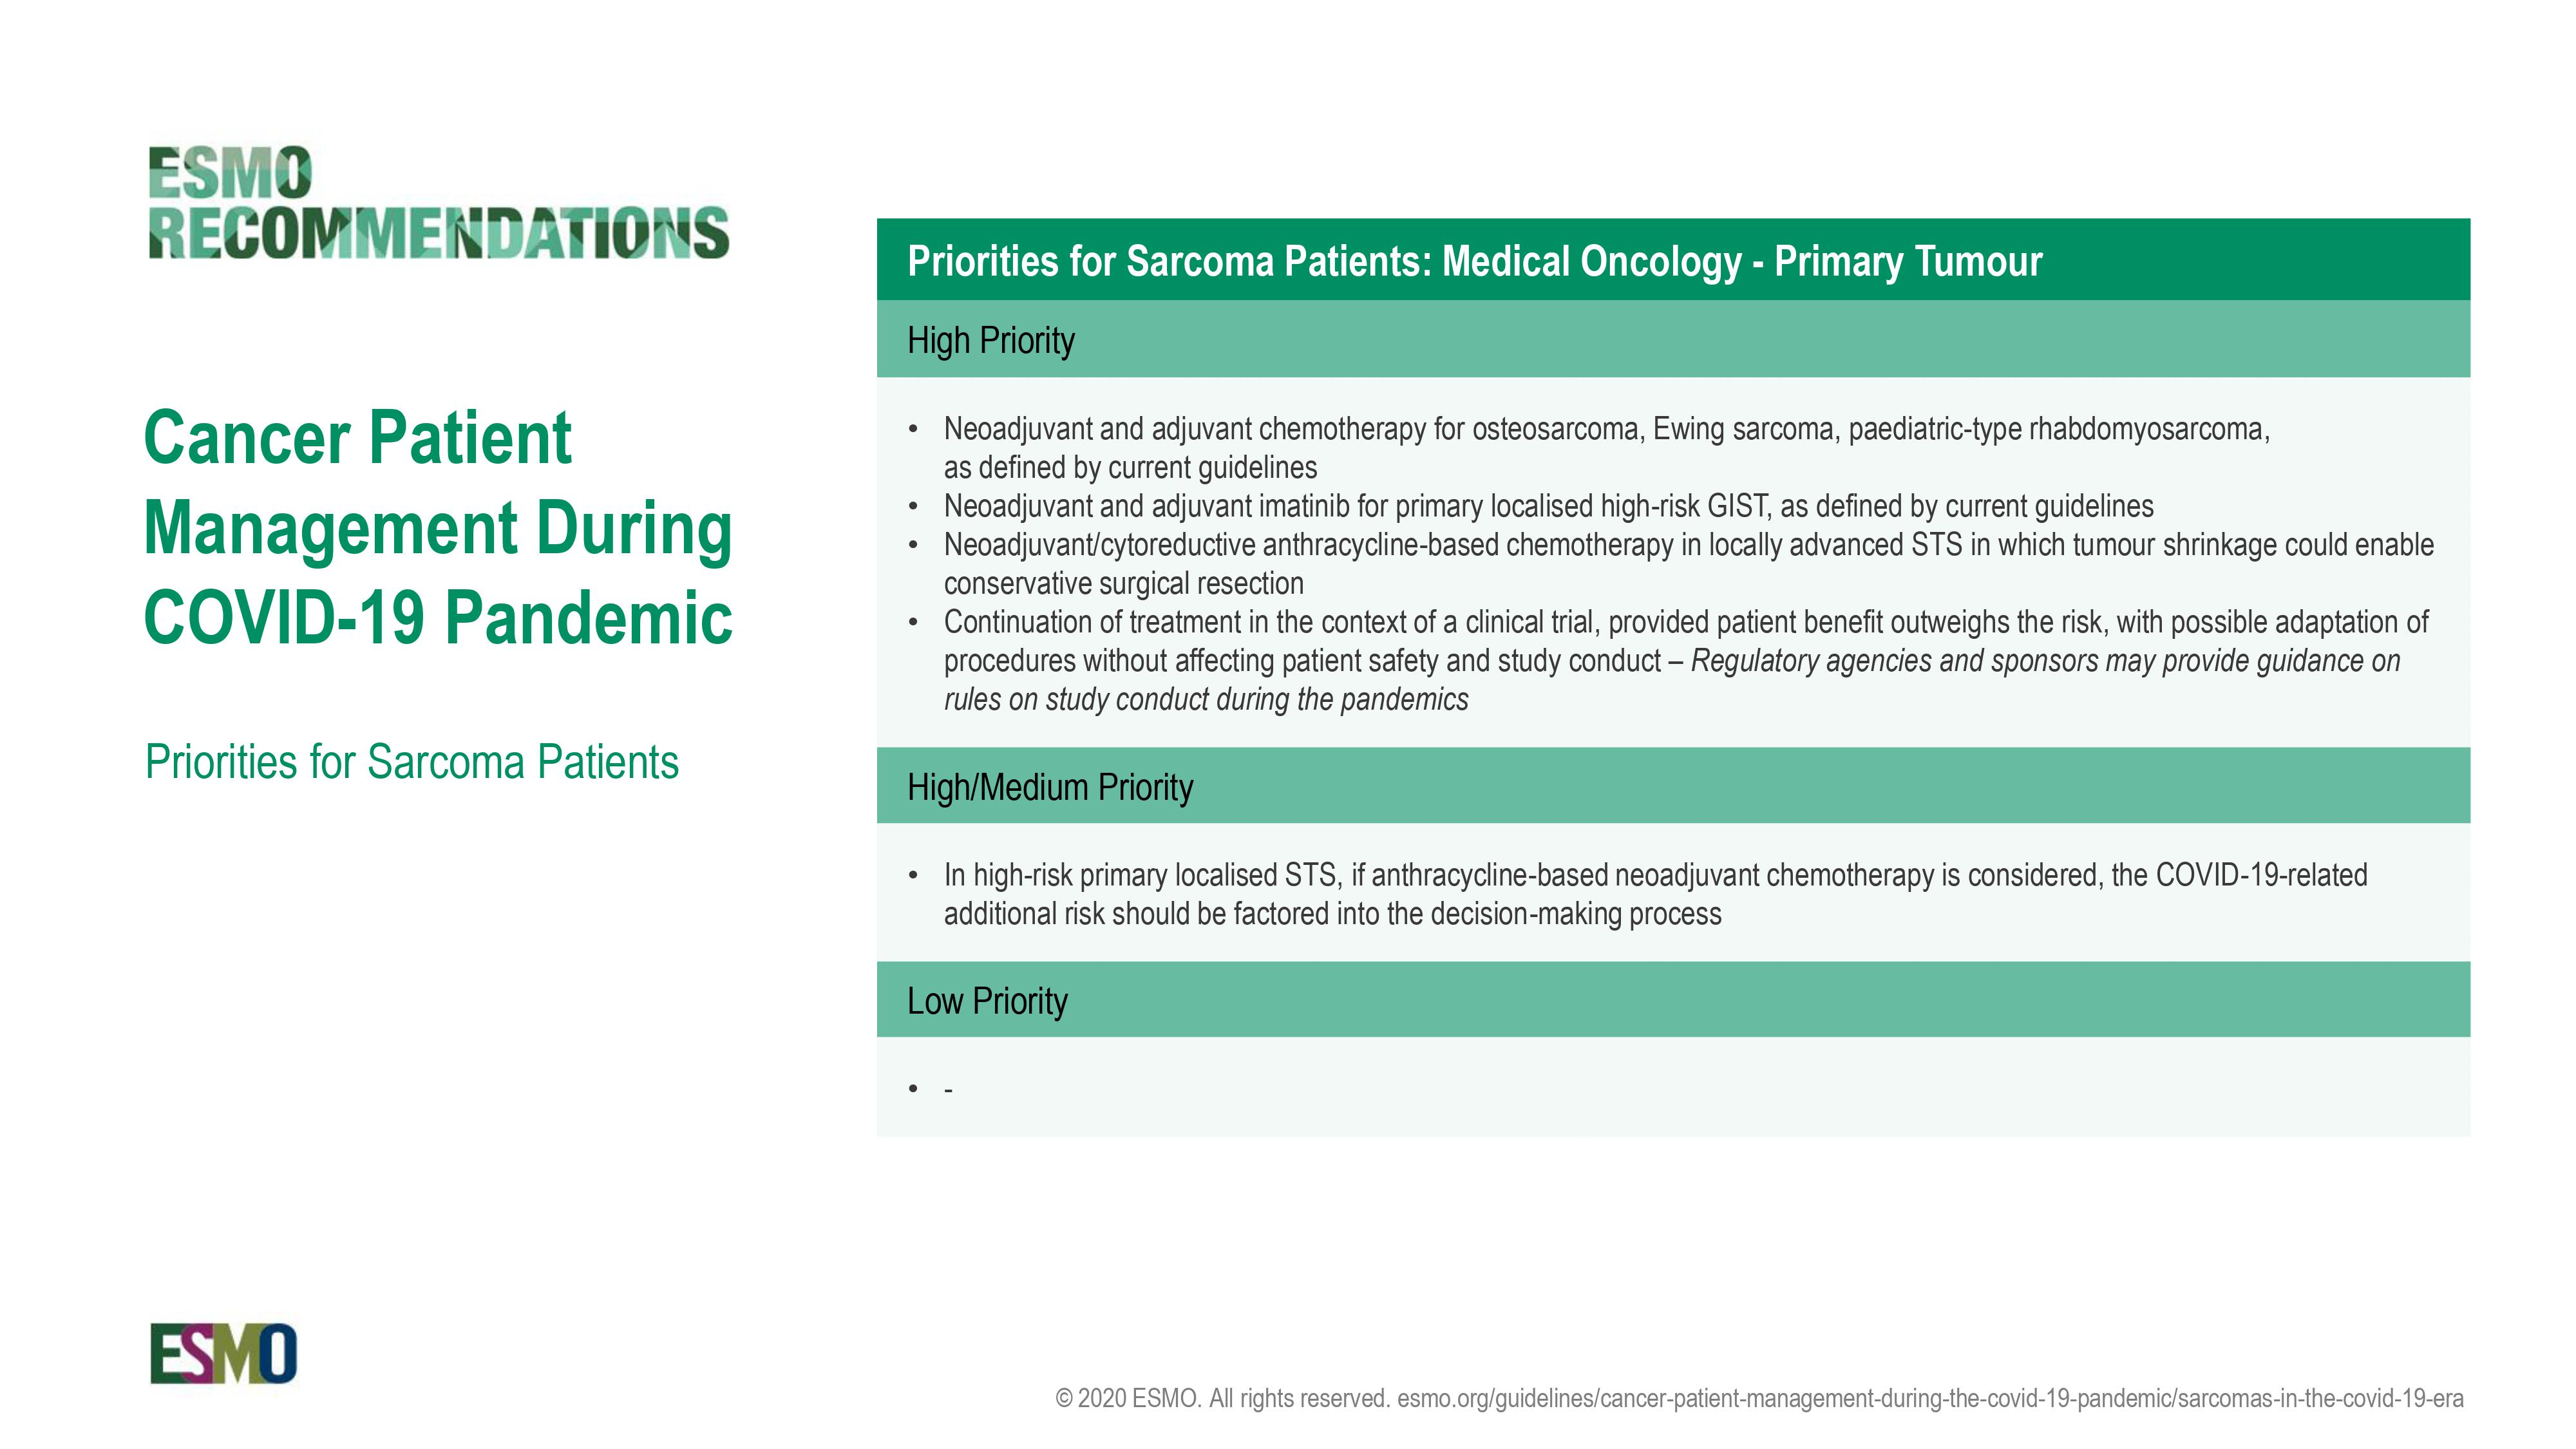 ESMO
RECOMMENDATIONS
Cancer Patient
Management During
COVID-19 Pandemic
Priorities for Sarcoma Patients
Priorities for Sarcoma Patients: Medical Oncology - Primary Tumour
High Priority
• Neoadjuvant and adjuvant chemotherapy for osteosarcoma, Ewing sarcoma, paediatric-type rhabdomyosarcoma,
as defined by current guidelines
• Neoadjuvant and adjuvant imatinib for primary localised high-risk GIST, as defined by current guidelines
• Neoadjuvant/cytoreductive anthracycline-based chemotherapy in locally advanced STS in which tumour shrinkage could enable
conservative surgical resection
• Continuation of treatment in the context of a clinical trial, provided patient benefit outweighs the risk, with possible adaptation of
procedures without affecting patient safety and study conduct – Regulatory agencies and sponsors may provide guidance on
rules on study conduct during the pandemics
High/Medium Priority
• In high-risk primary localised STS, if anthracycline-based neoadjuvant chemotherapy is considered, the COVID-19-related
additional risk should be factored into the decision-making process
Low Priority
• -
ESMO
© 2020 ESMO. All rights reserved. esmo.org/guidelines/cancer-patient-management-during-the-covid-19-pandemic/sarcomas-in-the-covid-19-era